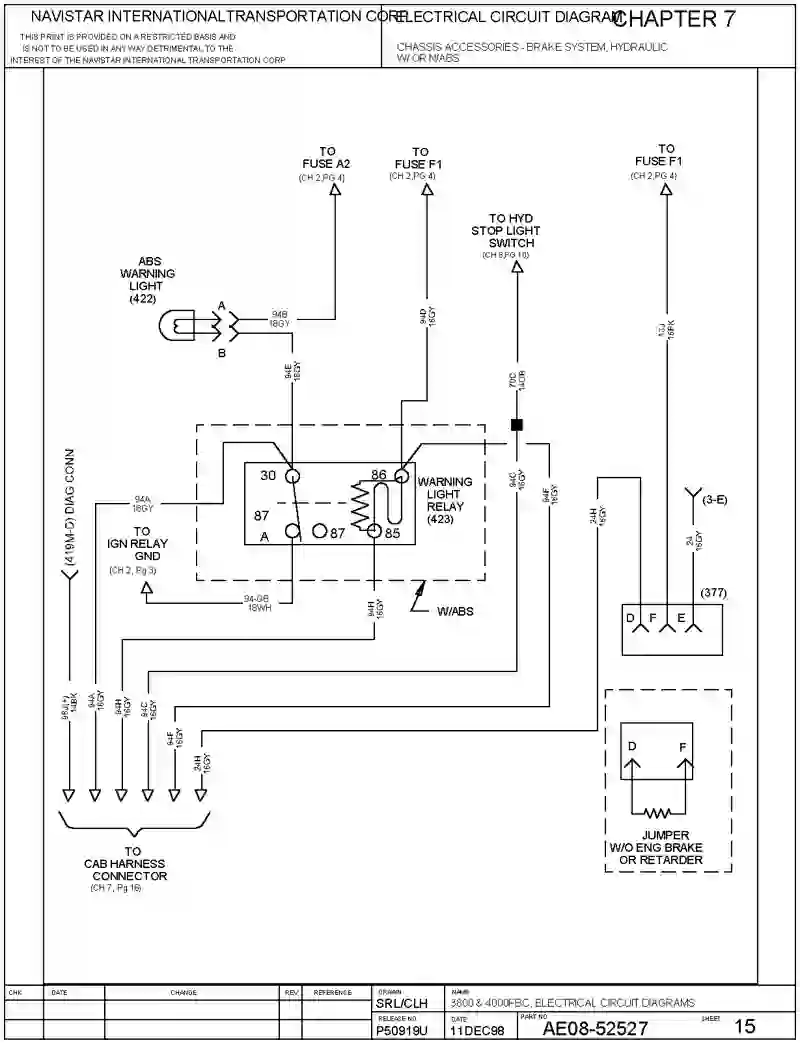 NAVISTAR INTERNATIONAL TRANSPORTATION CORP.
ELECTRICAL CIRCUIT DIAGRAM
CHAPTER 7
THIS PRINT IS PROVIDED ON A RESTRICTED BASIS AND
IS NOT TO BE USED IN ANY WAY DETRIMENTAL TO THE
INTEREST OF THE NAVISTAR INTERNATIONAL TRANSPORTATION CORP
CHASSIS ACCESSORIES - BRAKE SYSTEM, HYDRAULIC
W/ OR N/ABS
TO
FUSE A2
(CH 2,PG 4)
TO
FUSE F1
(CH 2,PG 4)
TO
FUSE F1
(CH 2,PG 4)
TO HYD
STOP LIGHT
SWITCH
ABS
WARNING
LIGHT
(422)
A
B
94B
18GY
94D
16GY
94E
18GY
70C
94C
16GY
94F
16GY
24H
16GY
(3-E)
24
16GY
(419M-D) DIAG CONN
94A
18GY
30
86
87
A
87
85
WARNING
LIGHT
RELAY
(423)
TO
IGN RELAY
GND
(CH 2, Pg 3)
94-GB
18WH
94H
16GY
W/ABS
(377)
D F E
14BK
94A
16GY
94H
16GY
94C
16GY
94F
16GY
24H
16GY
D
F
JUMPER
W/O ENG BRAKE
OR RETARDER
TO
CAB HARNESS
CONNECTOR
(CH 7, Pg 16)
CHK
DATE
CHANGE
REV
REFERENCE
DRAWN
SRL/CLH
NAME
3800 & 4000FBC, ELECTRICAL CIRCUIT DIAGRAMS
RELEASE NO.
P50919U
DATE
11DEC98
PART NO.
AE08-52527
SHEET
15